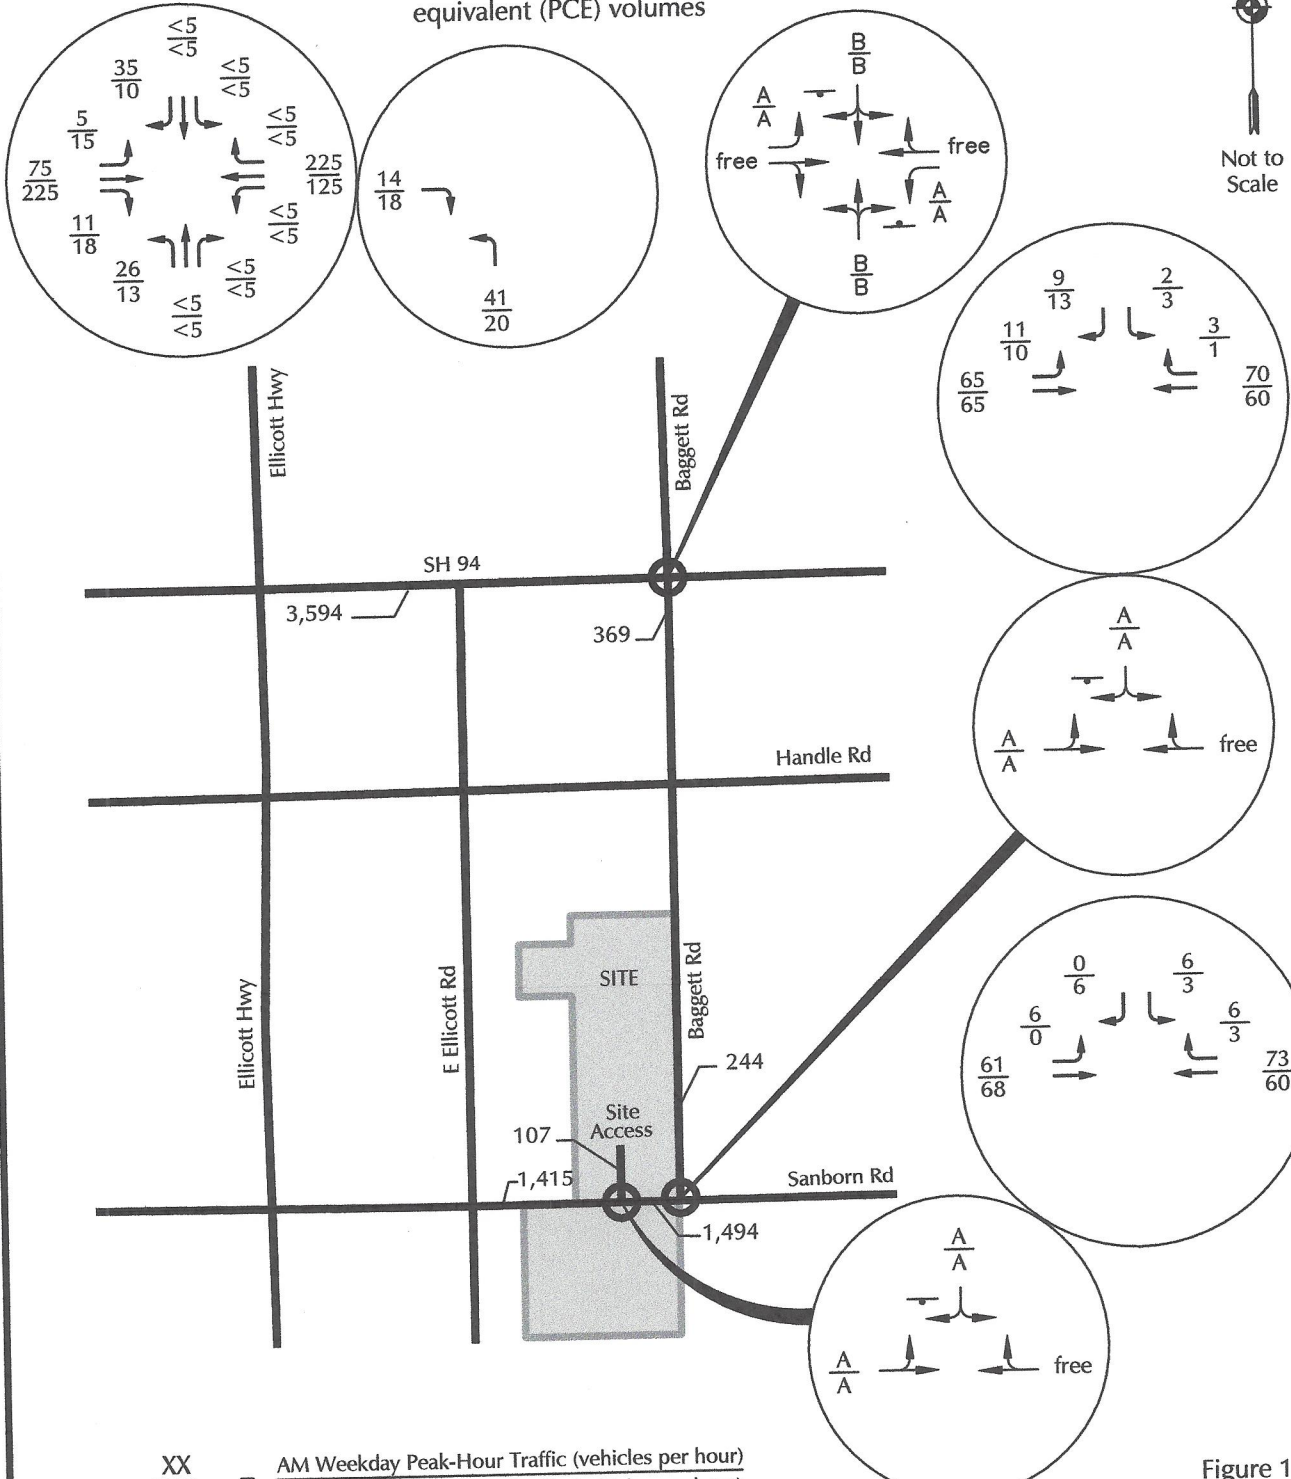 equivalent (PCE) volumes
<5
<5
35
10
<5
<5
5
15
<5
<5
75
225
225
125
11
18
<5
<5
26
13
<5
<5
<5
<5
14
18
41
20
B
B
A
A
free
free
A
A
B
B
Not to
Scale
9
13
2
3
11
10
3
1
65
65
70
60
Ellicott Hwy
Baggett Rd
SH 94
3,594
369
A
A
A
A
free
Handle Rd
SITE
Ellicott Hwy
E Ellicott Rd
Baggett Rd
244
0
6
6
3
6
0
6
3
61
68
73
60
Site
Access
107
1,415
Sanborn Rd
1,494
A
A
A
A
free
XX
AM Weekday Peak-Hour Traffic (vehicles per hour)
=
Figure 1